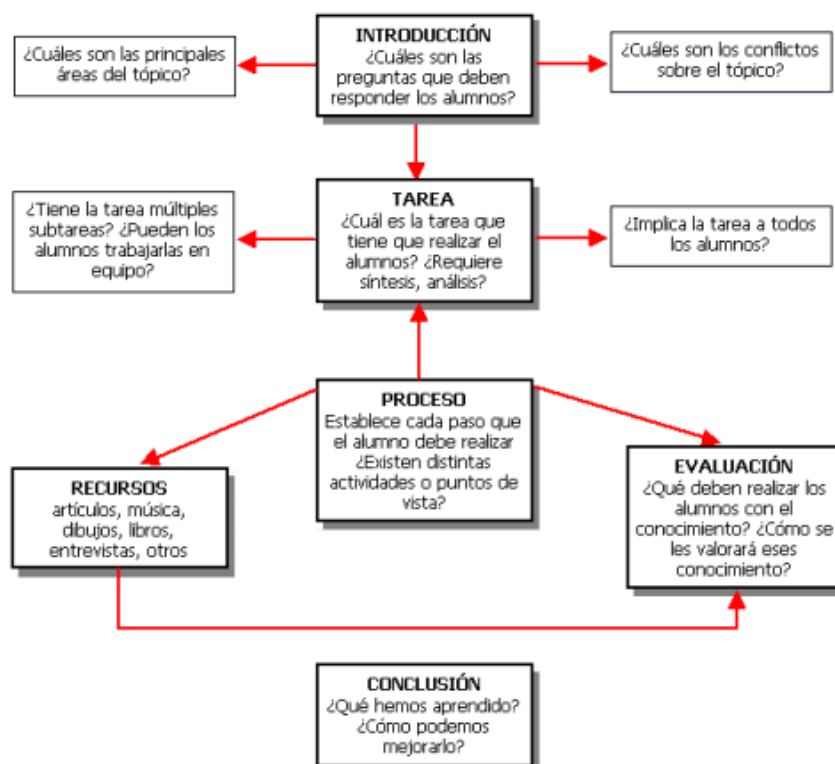 INTRODUCCIÓN
¿Cuáles son las
preguntas que deben
responder los alumnos?
¿Cuáles son las principales
áreas del tópico?
¿Cuáles son los conflictos
sobre el tópico?
TAREA
¿Cuál es la tarea que
tiene que realizar el
alumnos? ¿Requiere
síntesis, análisis?
¿Tiene la tarea múltiples
subtareas? ¿Pueden los
alumnos trabajarlas en
equipo?
¿Implica la tarea a todos
los alumnos?
PROCESO
Establece cada paso que
el alumno debe realizar
¿Existen distintas
actividades o puntos de
vista?
RECURSOS
artículos, música,
dibujos, libros,
entrevistas, otros
EVALUACIÓN
¿Qué deben realizar los
alumnos con el
conocimiento? ¿Cómo se
les valorará eses
conocimiento?
CONCLUSIÓN
¿Qué hemos aprendido?
¿Cómo podemos
mejorarlo?